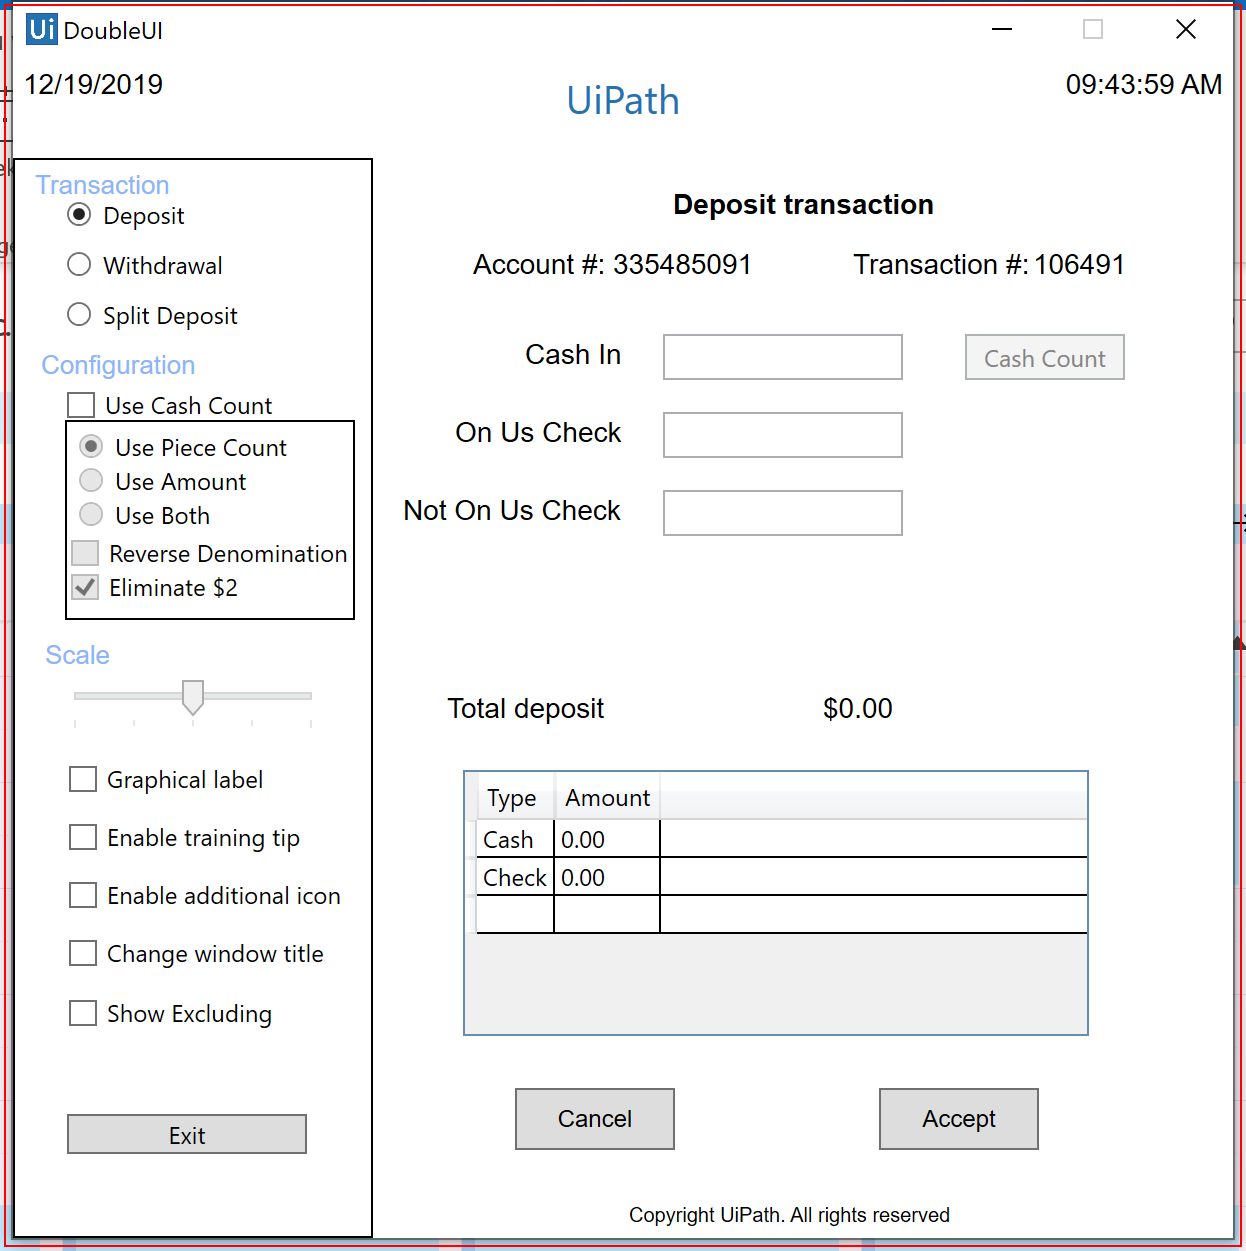 Ui DoubleUI
12/19/2019
09:43:59 AM
UiPath
Transaction
Deposit
Withdrawal
Split Deposit
Configuration
Use Cash Count
Use Piece Count
Use Amount
Use Both
Reverse Denomination
Eliminate $2
Scale
Graphical label
Enable training tip
Enable additional icon
Change window title
Show Excluding
Exit
Deposit transaction
Account #: 335485091 Transaction #: 106491
Cash In
Cash Count
On Us Check
Not On Us Check
Total deposit $0.00
Type Amount
Cash 0.00
Check 0.00
Cancel Accept
Copyright UiPath. All rights reserved